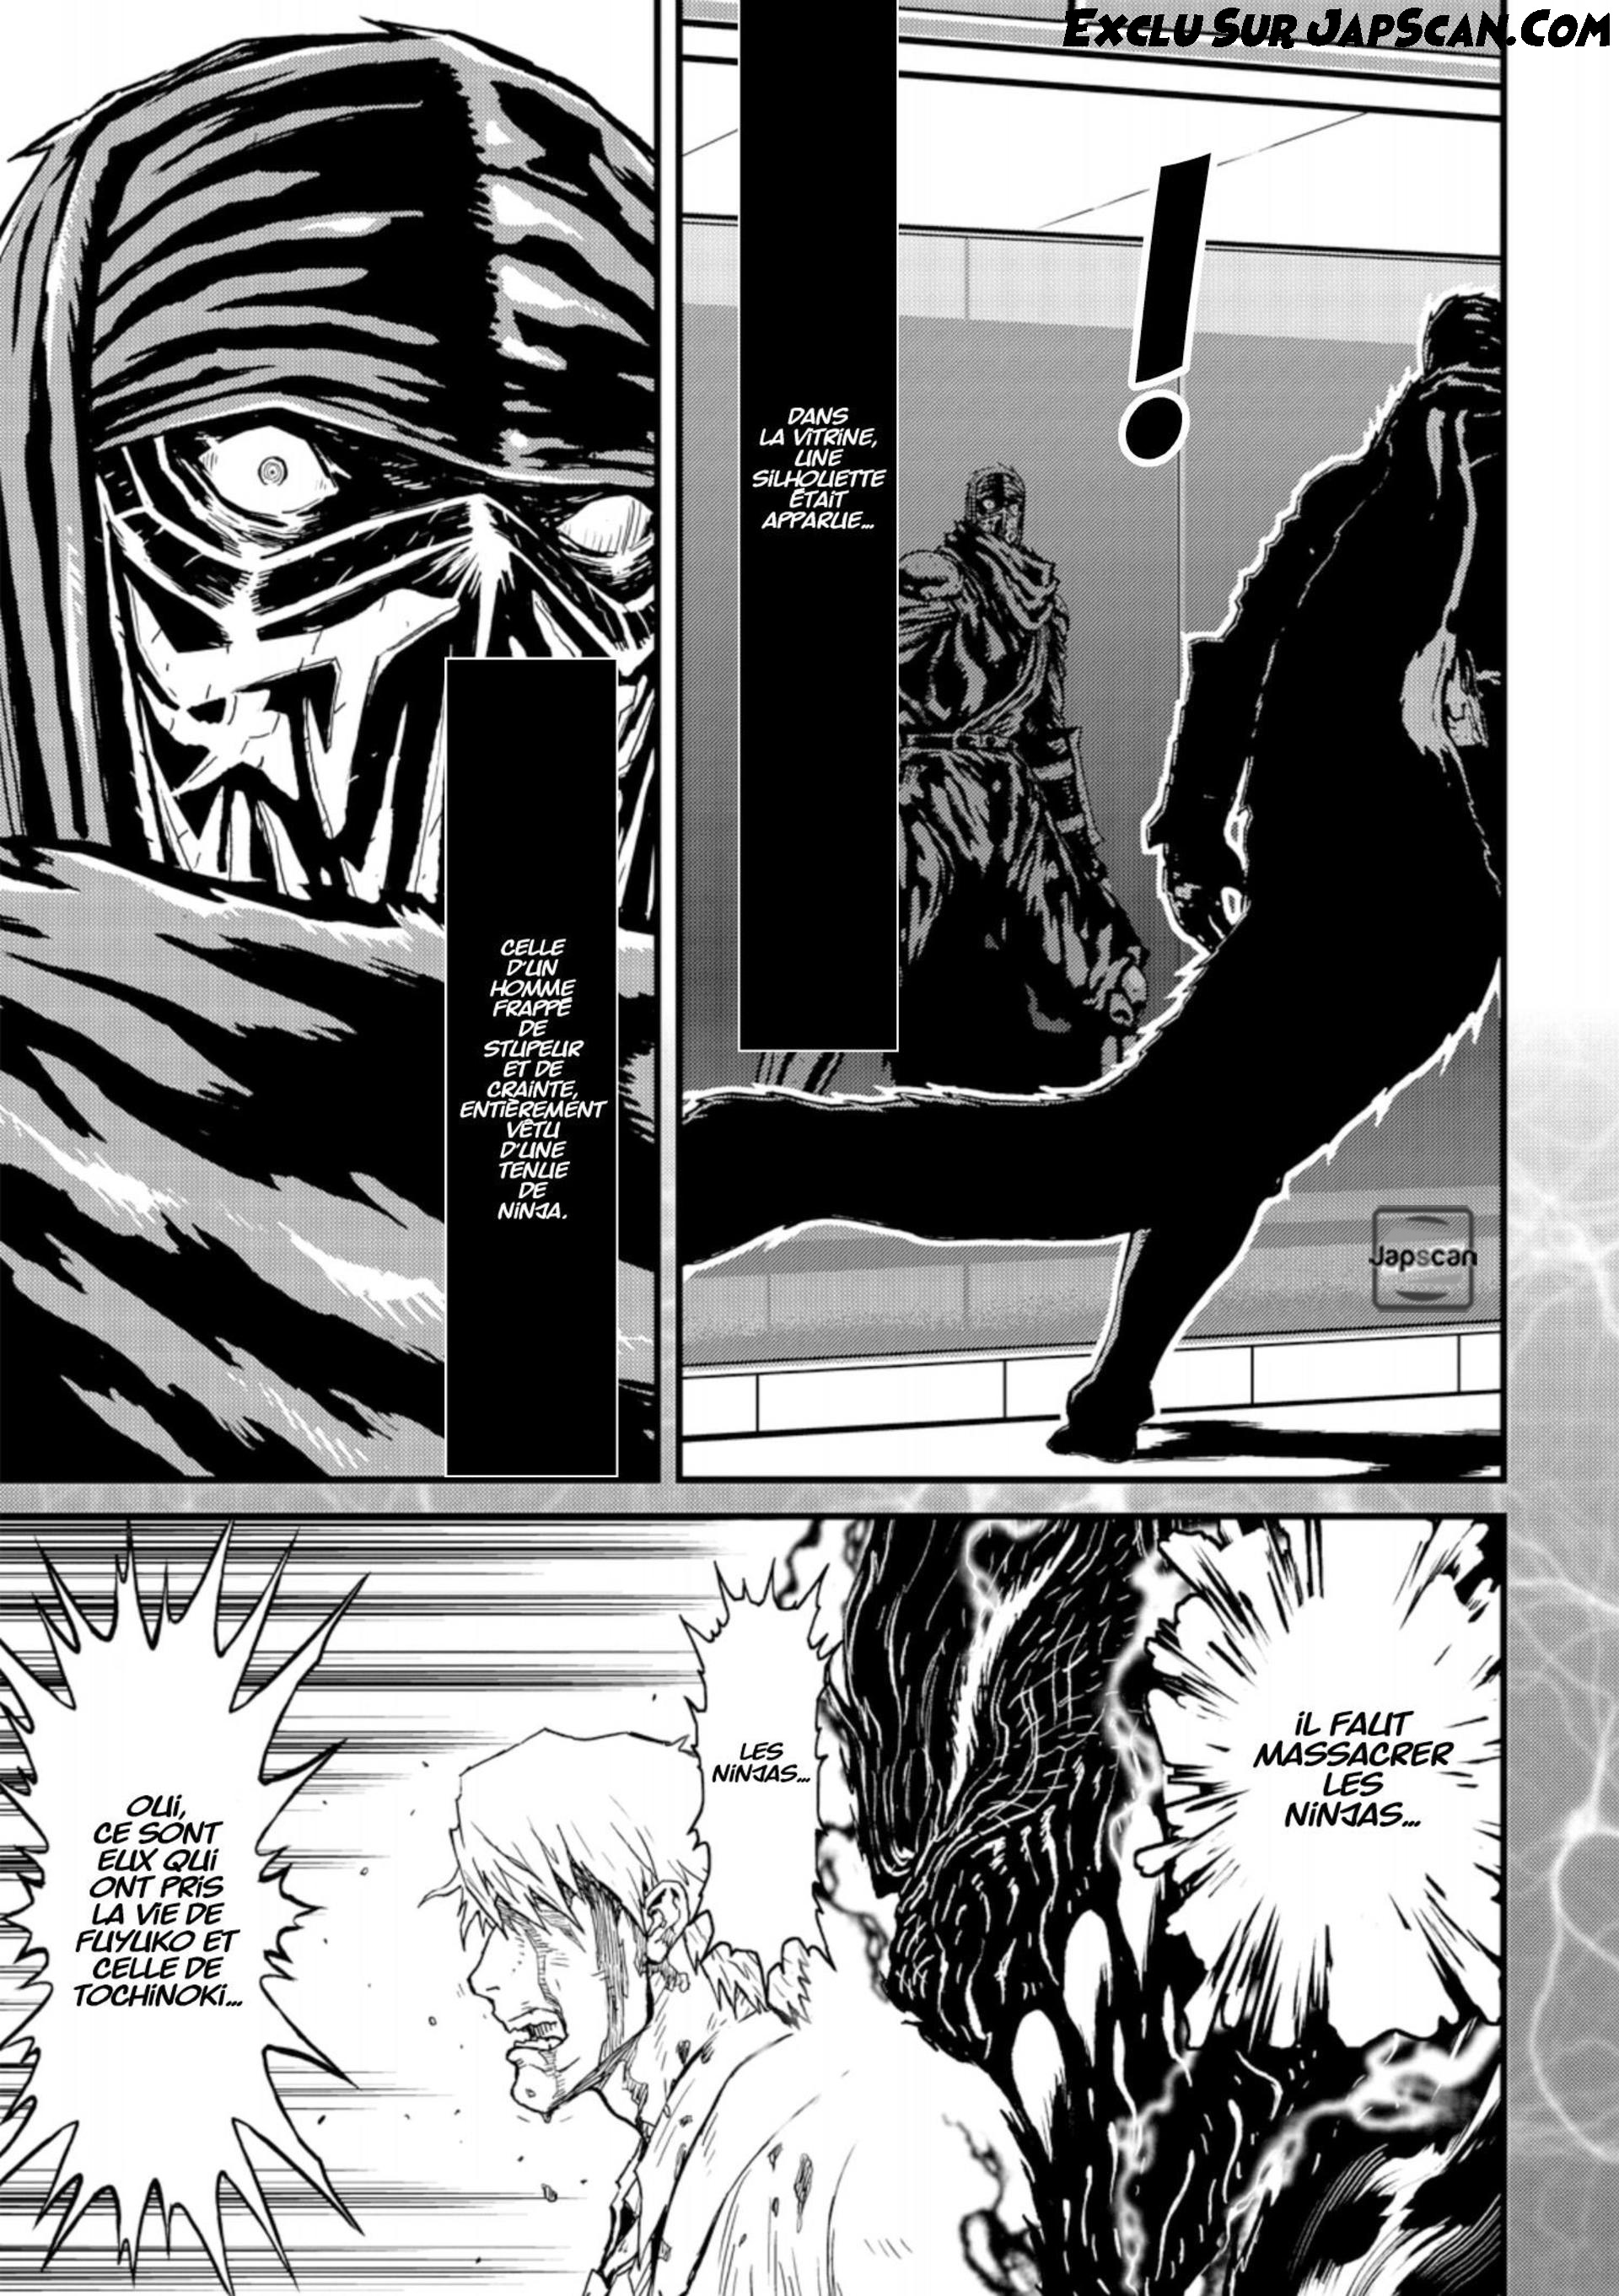 EXCLU SUR JAPSCAN.COM
!
DANS
LA VITRINE,
UNE
SILHOUETTE
ÉTAIT
APPARUE...
CELLE
D'UN
HOMME
FRAPPÉ
DE
STUPEUR
ET DE
CRAINTE,
ENTIÈREMENT
VÊTU
D'UNE
TENUE
DE
NINJA.
Japscan
IL FAUT
MASSACRER
LES
NINJAS...
LES
NINJAS...
OUI,
CE SONT
EUX QUI
ONT PRIS
LA VIE DE
FUYUKO ET
CELLE DE
TOCHINOKI...